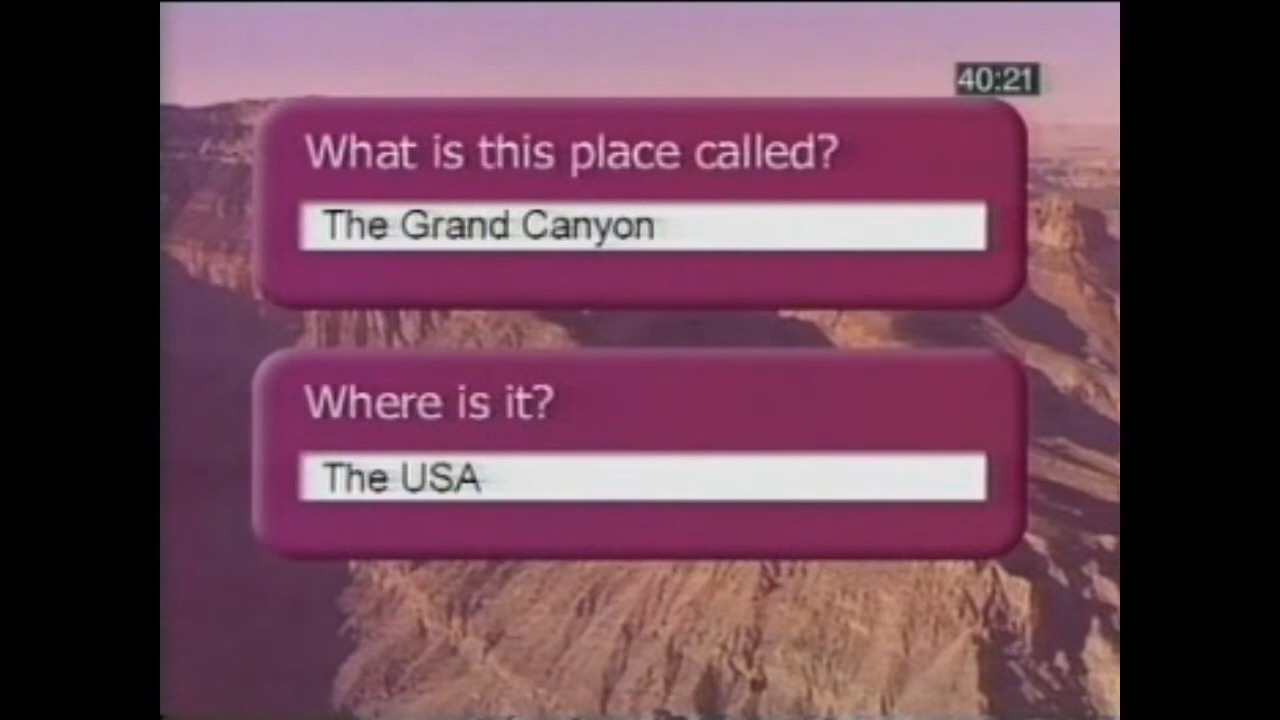 40:21
What is this place called?
The Grand Canyon
Where is it?
The USA